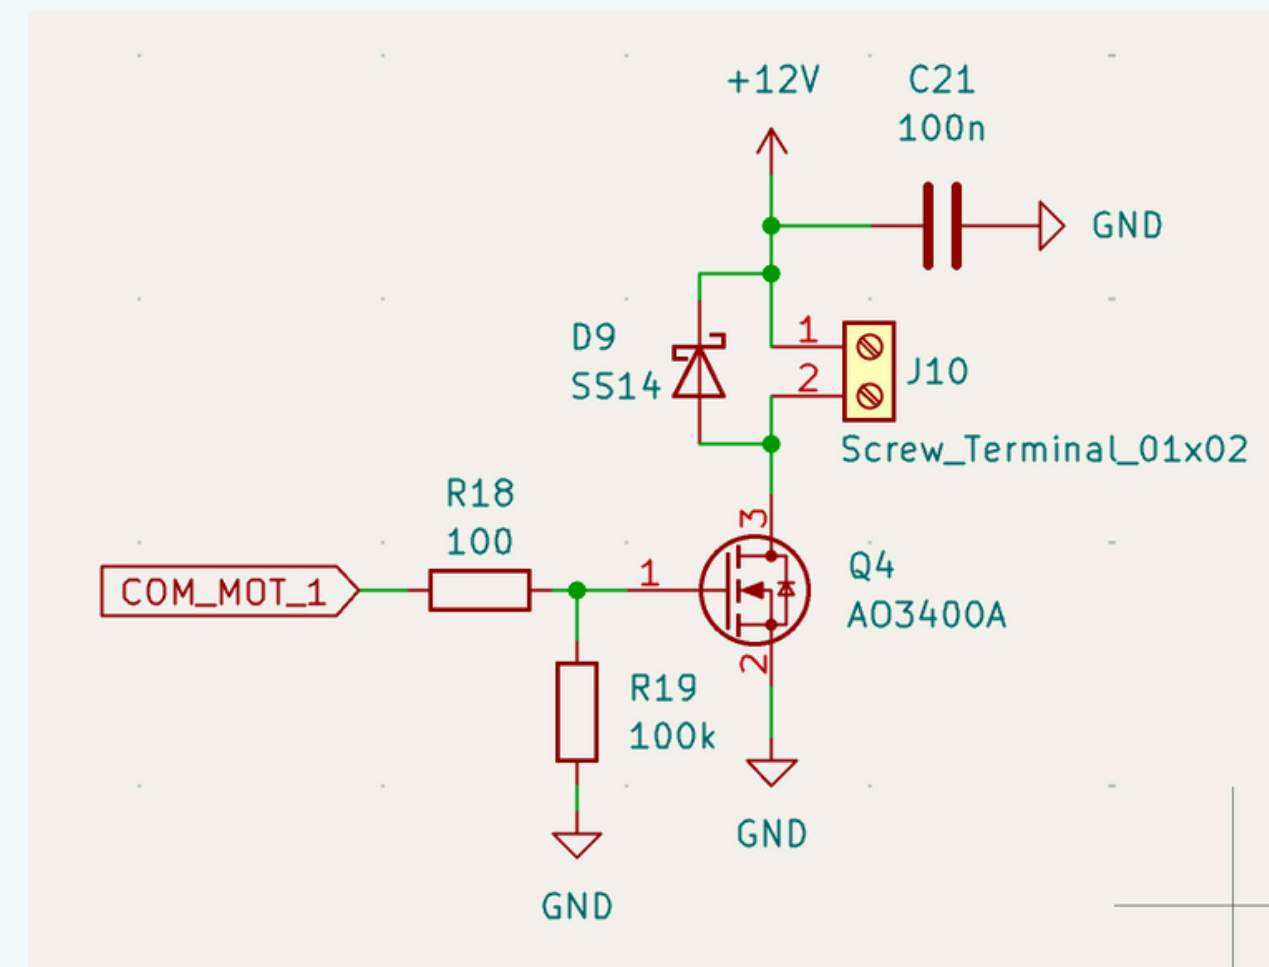 +12V
C21
100n
GND
D9
SS14
1
2
J10
Screw_Terminal_01x02
R18
100
3
COM_MOT_1
1
Q4
AO3400A
2
R19
100k
GND
GND